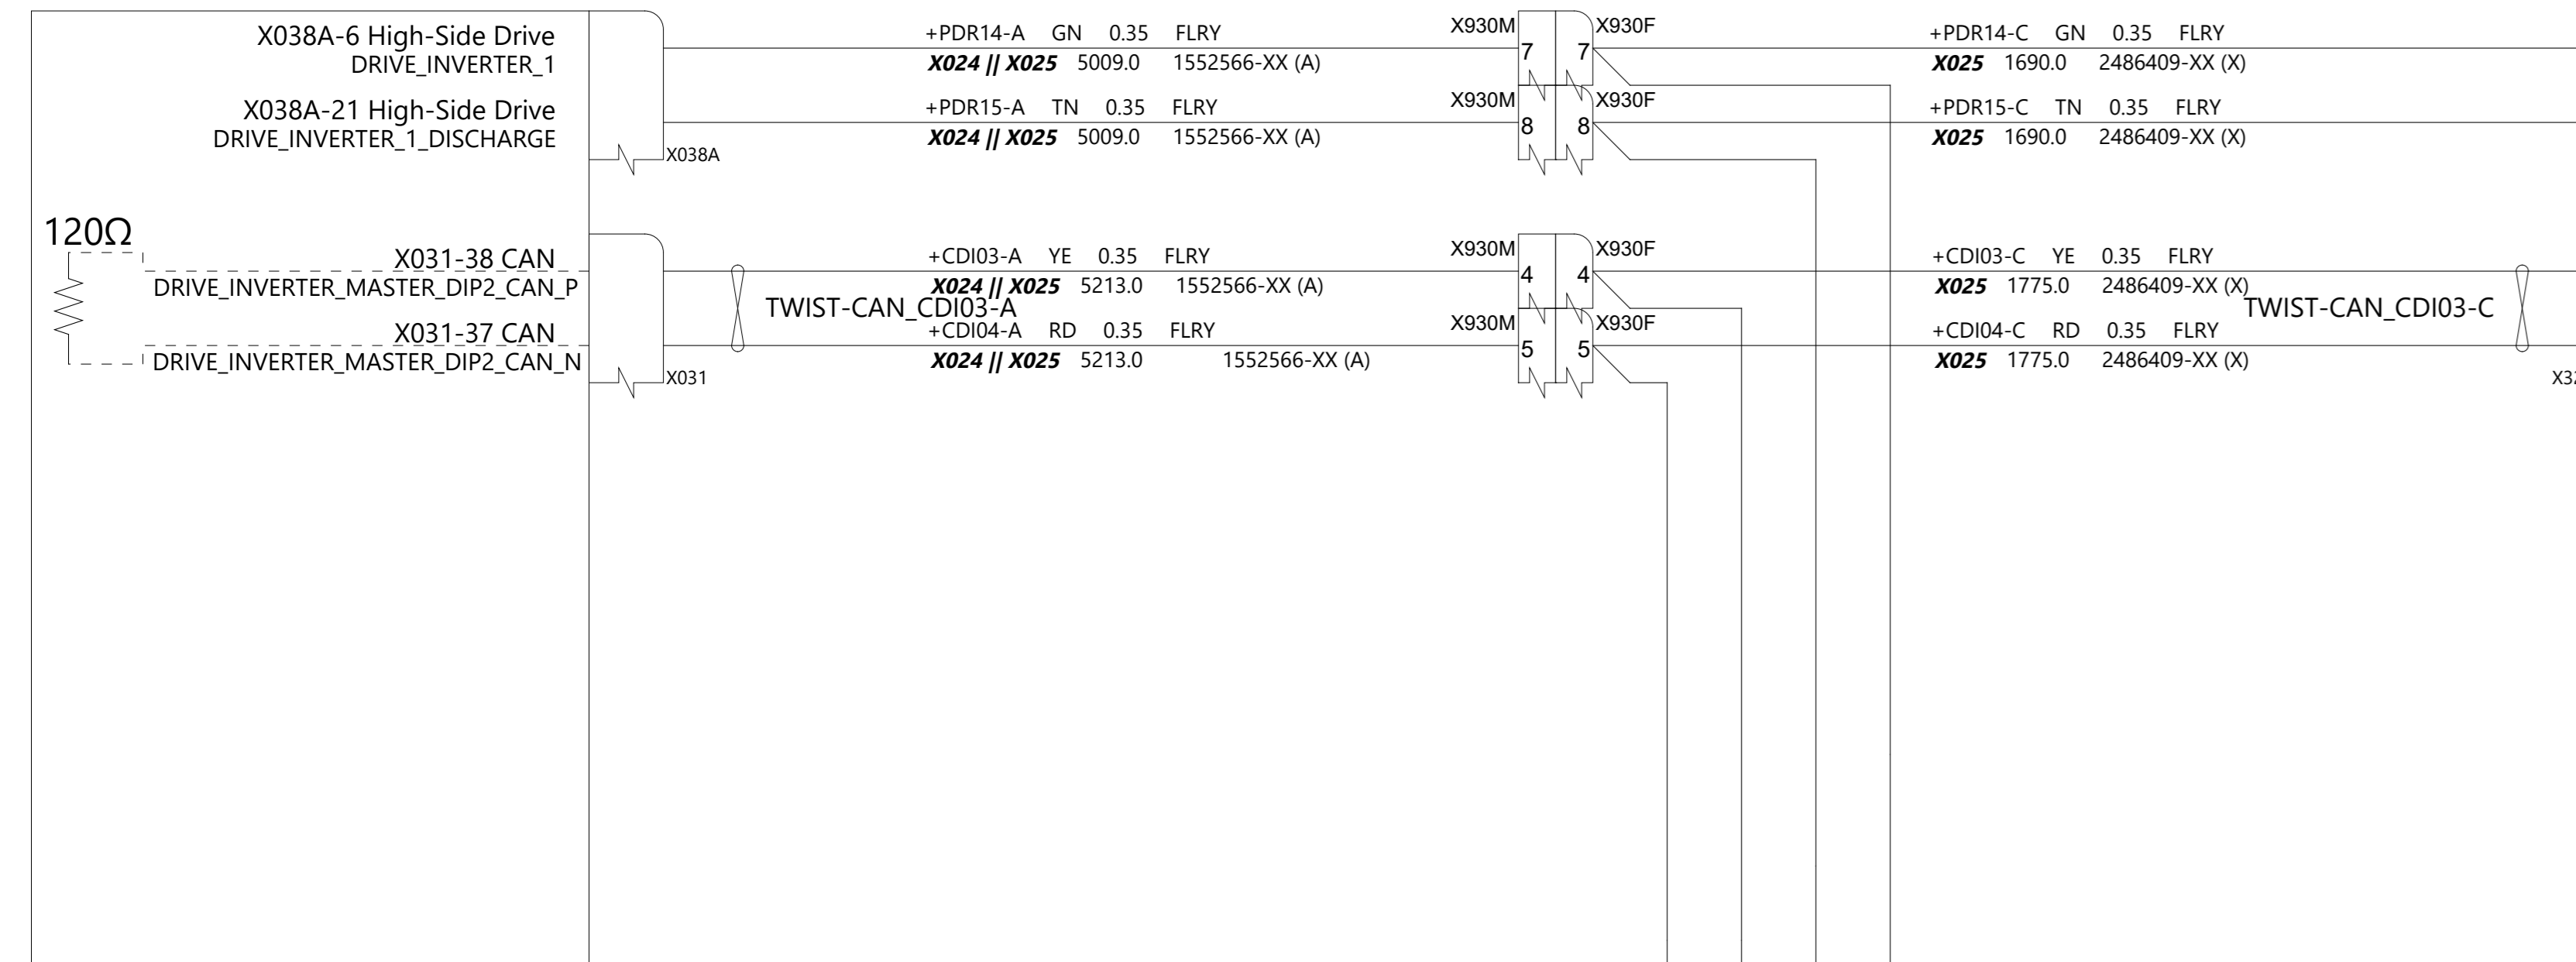 X038A-6 High-Side Drive
DRIVE_INVERTER_1
+PDR14-A GN 0.35 FLRY
X024 || X025 5009.0 1552566-XX (A)
X930M 7 7 X930F
+PDR14-C GN 0.35 FLRY
X025 1690.0 2486409-XX (X)
X038A-21 High-Side Drive
DRIVE_INVERTER_1_DISCHARGE
X038A
+PDR15-A TN 0.35 FLRY
X024 || X025 5009.0 1552566-XX (A)
X930M 8 8 X930F
+PDR15-C TN 0.35 FLRY
X025 1690.0 2486409-XX (X)
120Ω
X031-38 CAN
DRIVE_INVERTER_MASTER_DIP2_CAN_P
+CDI03-A YE 0.35 FLRY
X024 || X025 5213.0 1552566-XX (A)
TWIST-CAN_CDI03-A
X930M 4 4 X930F
+CDI03-C YE 0.35 FLRY
X025 1775.0 2486409-XX (X)
TWIST-CAN_CDI03-C
X031-37 CAN
DRIVE_INVERTER_MASTER_DIP2_CAN_N
X031
+CDI04-A RD 0.35 FLRY
X024 || X025 5213.0 1552566-XX (A)
X930M 5 5 X930F
+CDI04-C RD 0.35 FLRY
X025 1775.0 2486409-XX (X)